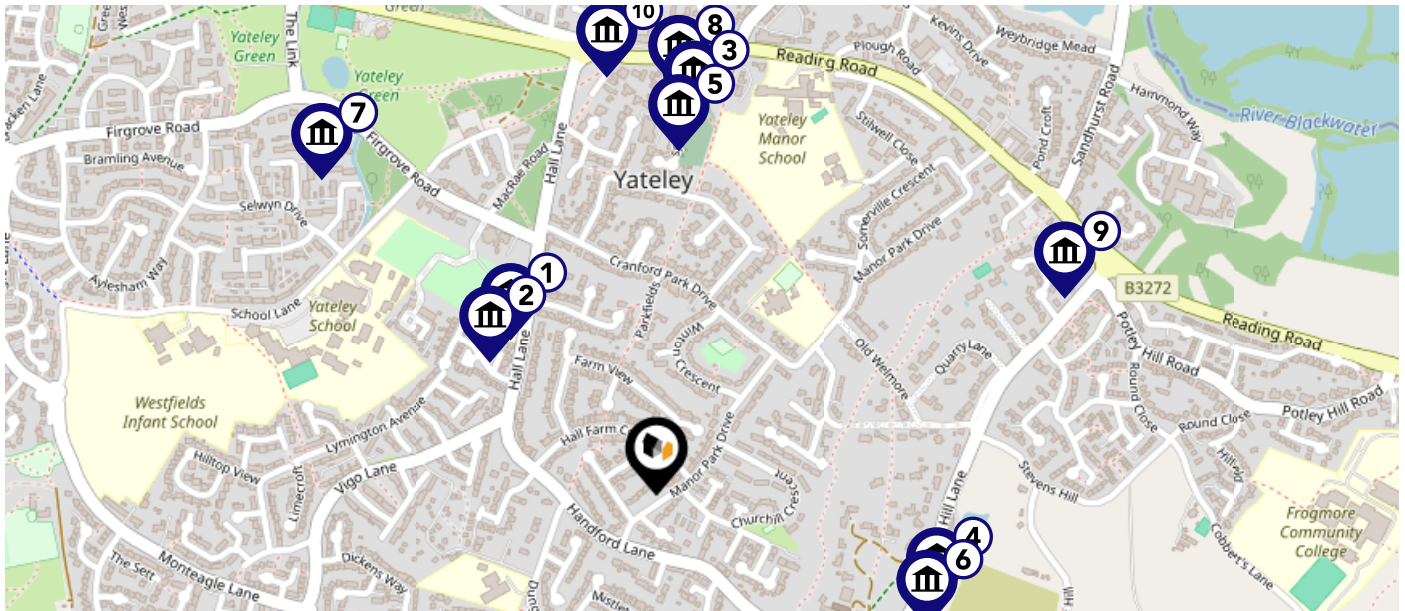 Green
10
The Link
Yateley
Green
8
Kevins Drive
Weybridge Mead
3
Plough Road
Reading Road
Yateley
Green
5
Sandhurst Road
Hammond Way
7
Firgrove Road
River Blackwater
Yateley
Manor
School
Stilwell Close
Pond Croft
Hall Lane
Firgrove Road
Bramling Avenue
MacRae Road
Yateley
Somerville Crescent
Selwyn Drive
Manor Park Drive
9
Aylesham Way
1
Cranford Park Drive
B3272
2
School Lane
Yateley
School
Parkfields
Winton
Crescent
Reading Road
Potley Hill Road
Old Welmore
Quarry Lane
Hall Lane
Farm View
Round Close
Westfields
Infant School
Potley Hill Road
Lymington Avenue
Round Close
Hall Farm C
Manor Park Drive
Hilltop View
Vigo Lane
Limecroft
Stevens Hill
Hilfield
Churchill Crescent
Hill Lane
Handford Lane
Frogmore
Community
College
4
6
Cobbert's Lane
The Sett
Monteagle Lane
Dickens Way